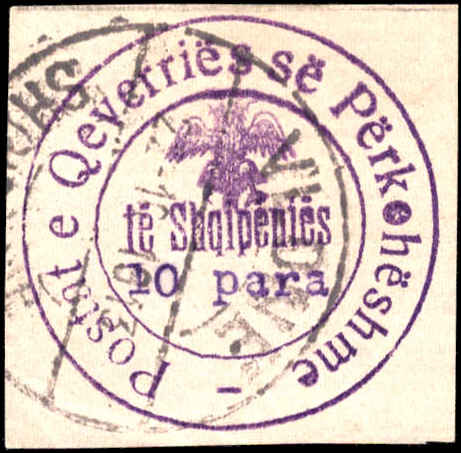 Postat e Qeverriës së Përkohëshme
të Shqipëniës
10 para